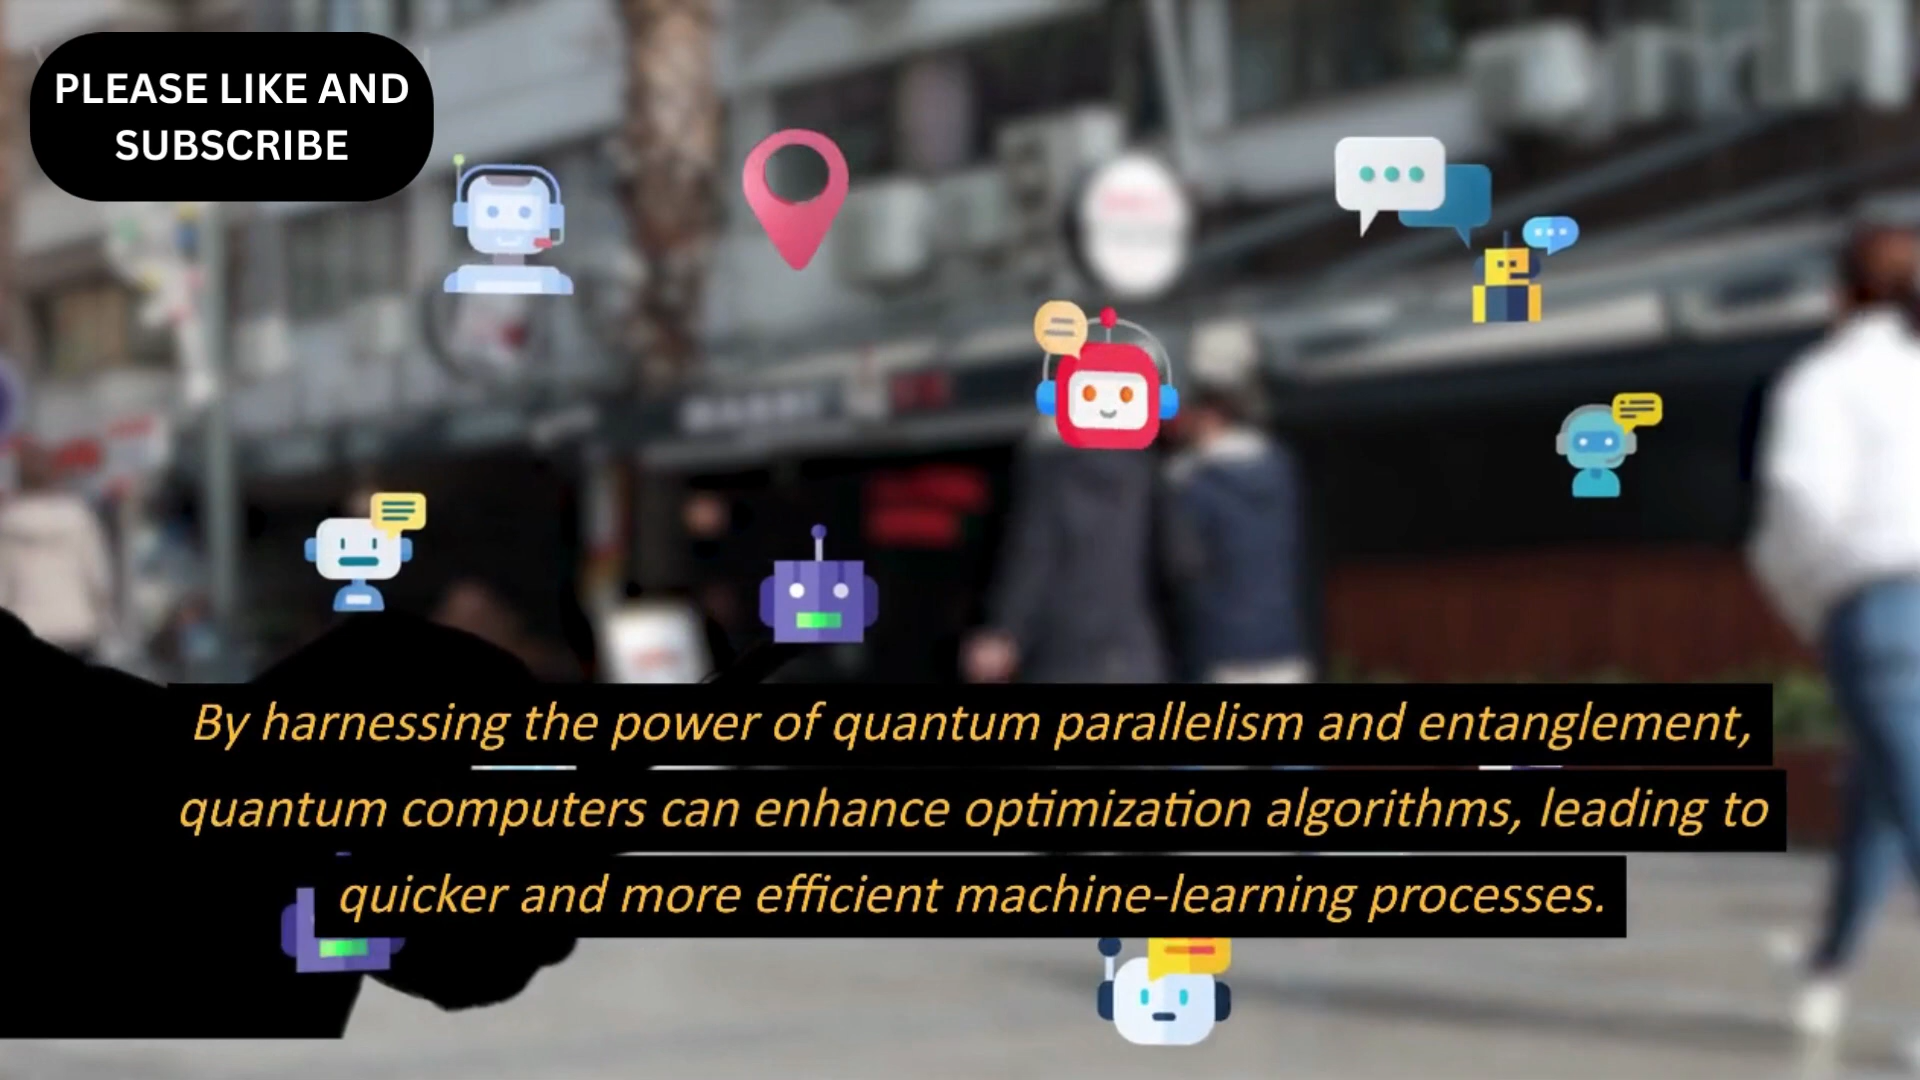 PLEASE LIKE AND
SUBSCRIBE
By harnessing the power of quantum parallelism and entanglement,
quantum computers can enhance optimization algorithms, leading to
quicker and more efficient machine-learning processes.